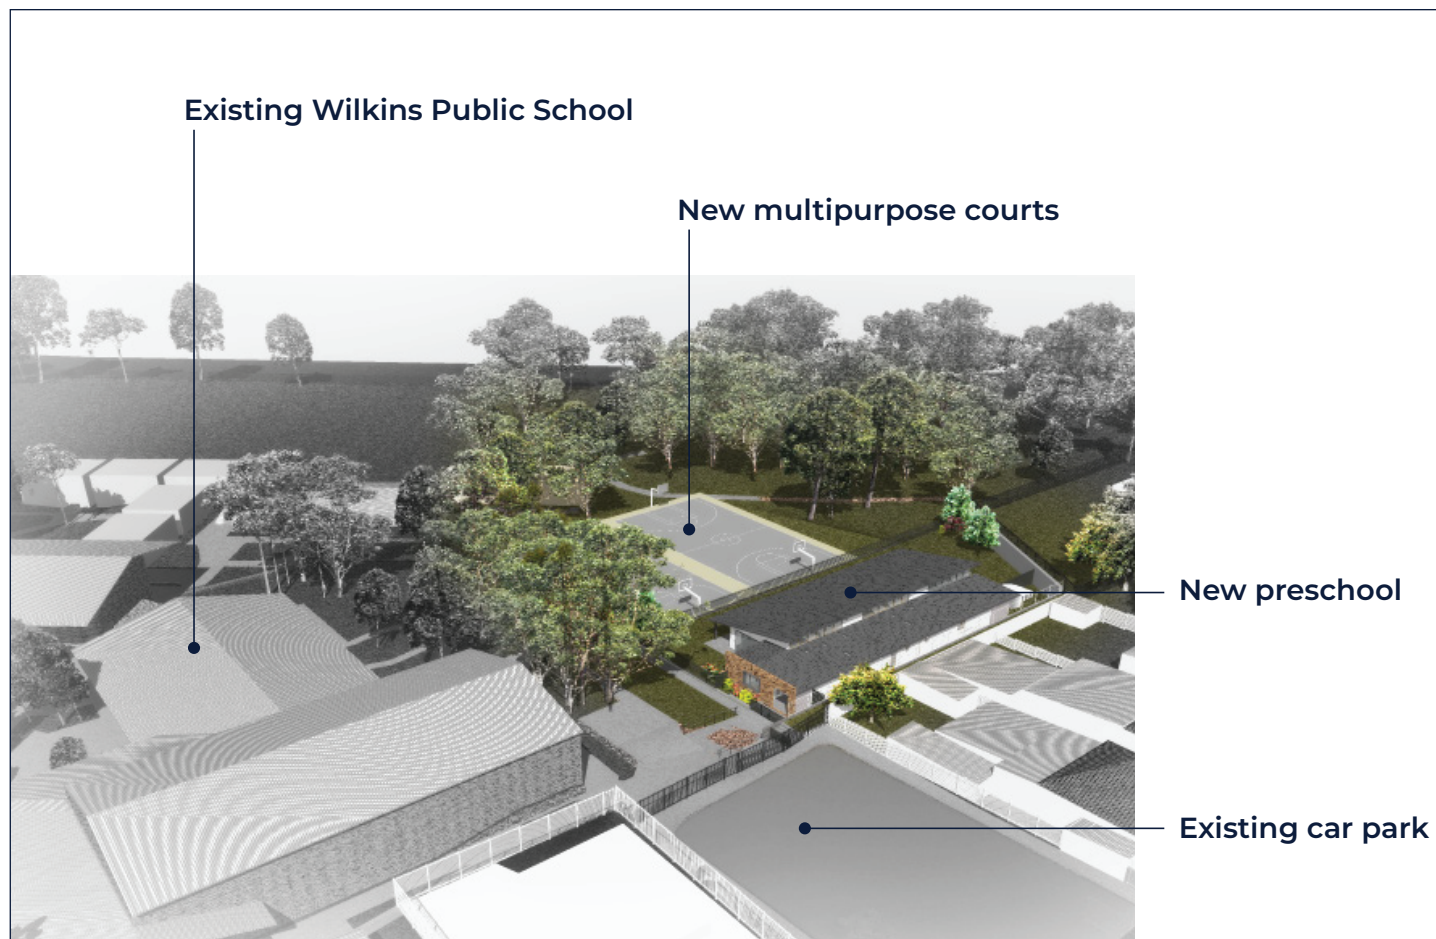 Existing Wilkins Public School
New multipurpose courts
New preschool
Existing car park